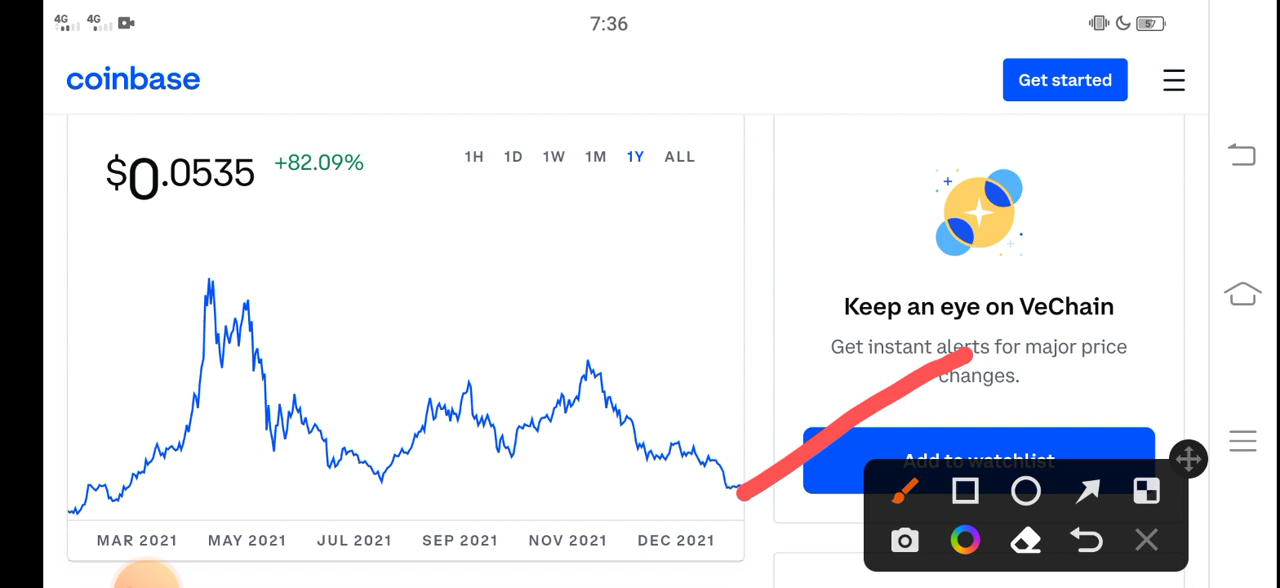 4G 4G 7:36 57
coinbase Get started
$0.0535 +82.09% 1H 1D 1W 1M 1Y ALL
Keep an eye on VeChain
Get instant alerts for major price
changes.
Add to watchlist
MAR 2021 MAY 2021 JUL 2021 SEP 2021 NOV 2021 DEC 2021